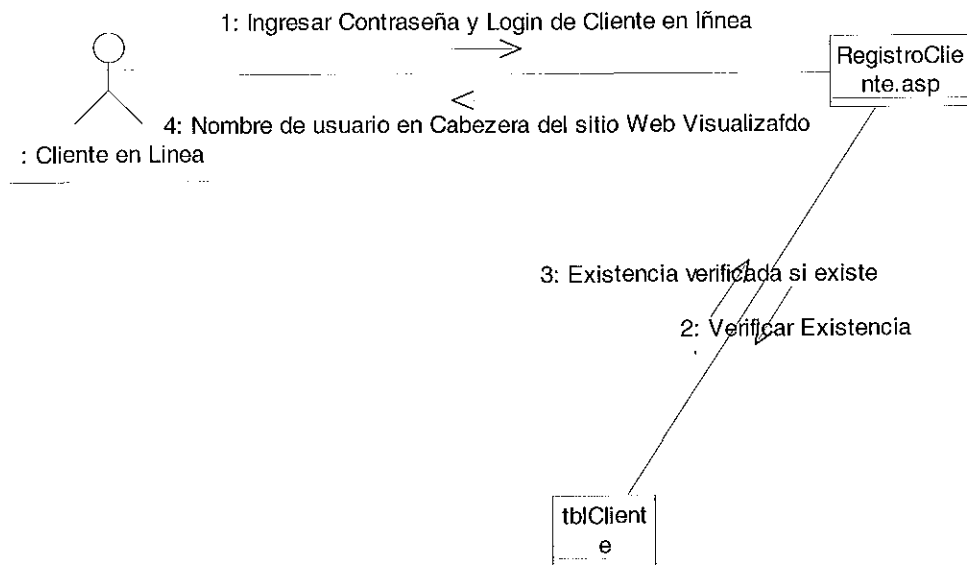 1: Ingresar Contraseña y Login de Cliente en líñnea
RegistroClie
nte.asp
4: Nombre de usuario en Cabezera del sitio Web Visualizafdo
: Cliente en Linea
3: Existencia verificada si existe
2: Verificar Existencia
tblClient
e